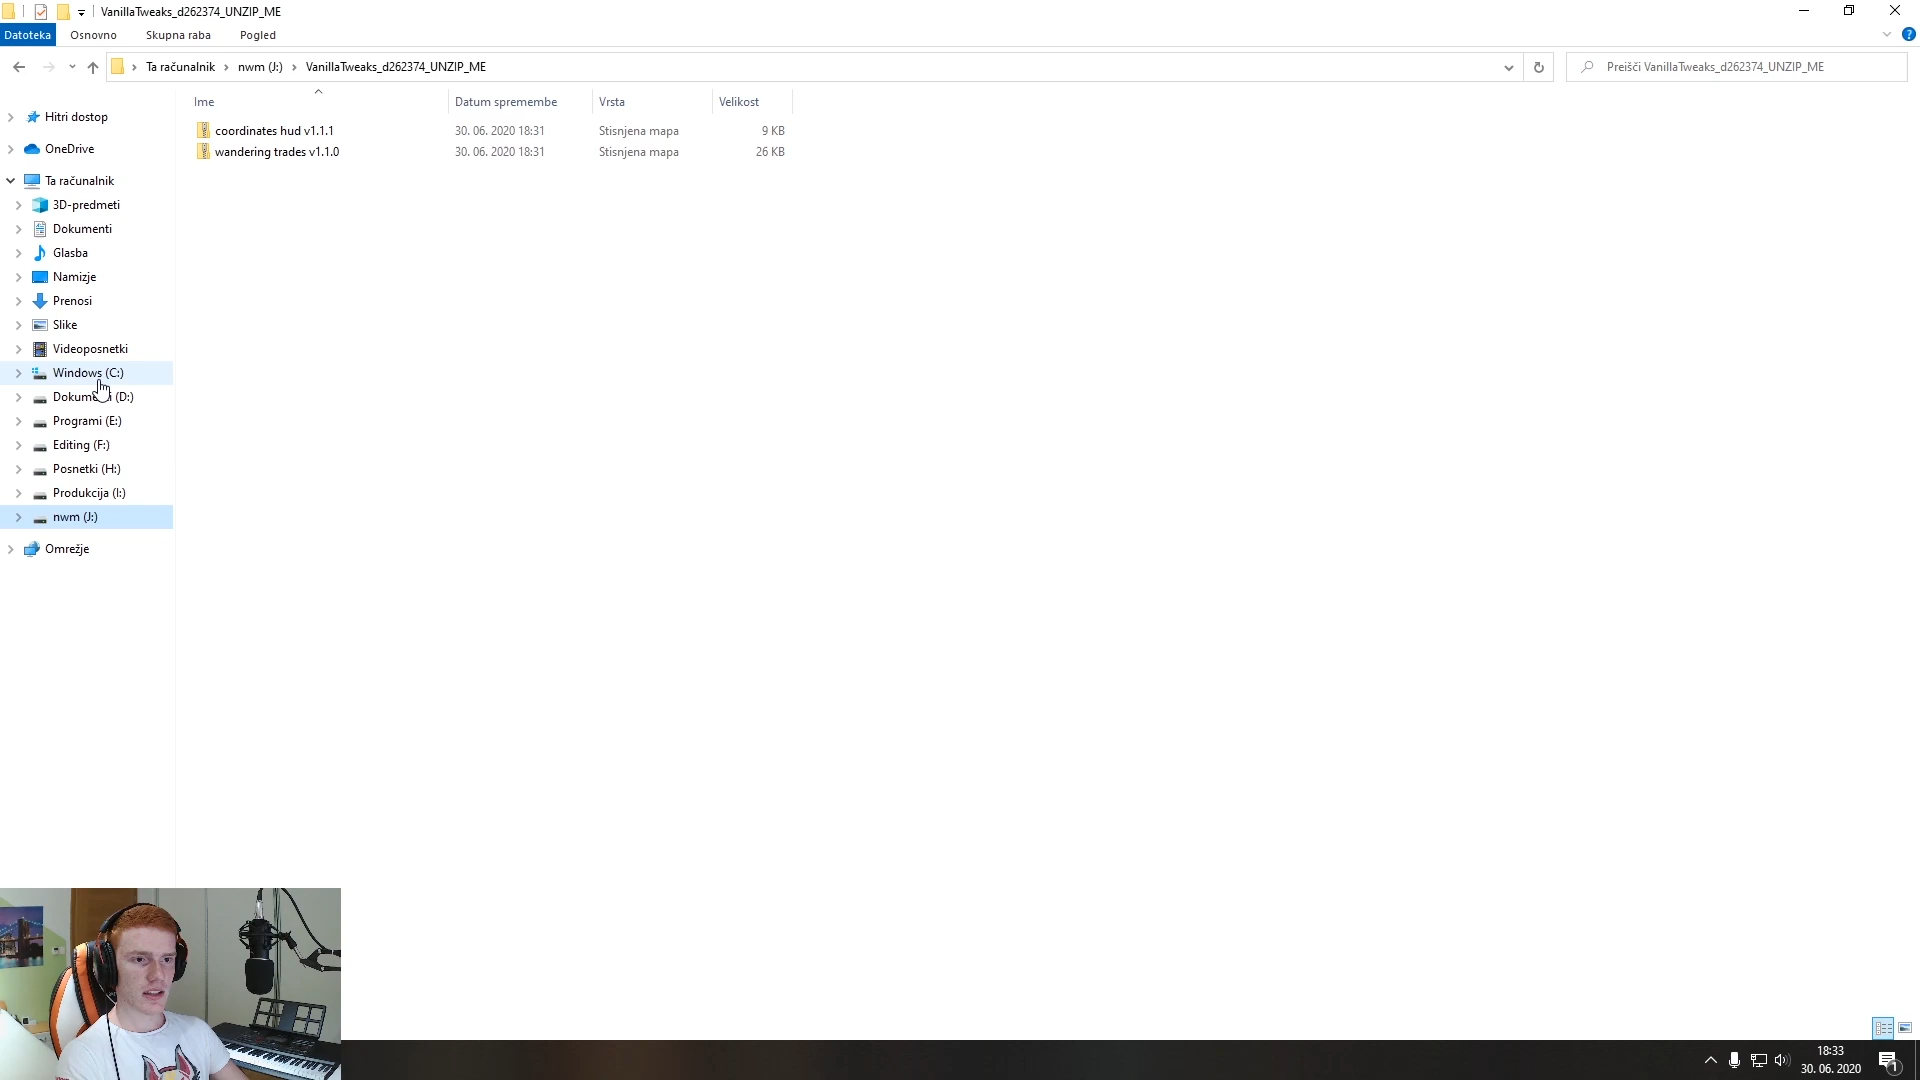 VanillaTweaks_d262374_UNZIP_ME
Datoteka Osnovno Skupna raba Pogled
Ta računalnik nwm (J:) VanillaTweaks_d262374_UNZIP_ME Preišči VanillaTweaks_d262374_UNZIP_ME
Ime Datum spremembe Vrsta Velikost
coordinates hud v1.1.1 30. 06. 2020 18:31 Stisnjena mapa 9 KB
wandering trades v1.1.0 30. 06. 2020 18:31 Stisnjena mapa 26 KB
Hitri dostop
OneDrive
Ta računalnik
3D-predmeti
Dokumenti
Glasba
Namizje
Prenosi
Slike
Videoposnetki
Windows (C:)
Dokumenti (D:)
Programi (E:)
Editing (F:)
Posnetki (H:)
Produkcija (I:)
nwm (J:)
Omrežje
18:33
30. 06. 2020
1